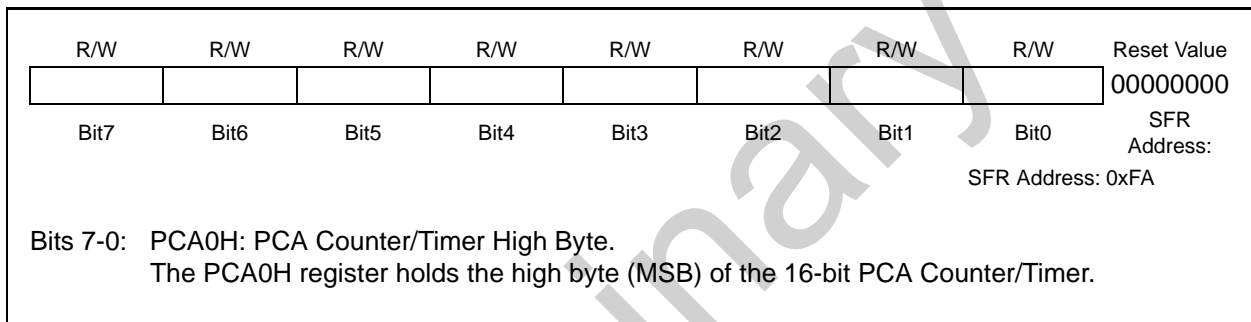 R/W R/W R/W R/W R/W R/W R/W R/W Reset Value
00000000
Bit7 Bit6 Bit5 Bit4 Bit3 Bit2 Bit1 Bit0 SFR
Address:
SFR Address: 0xFA
Bits 7-0: PCA0H: PCA Counter/Timer High Byte.
The PCA0H register holds the high byte (MSB) of the 16-bit PCA Counter/Timer.
inary